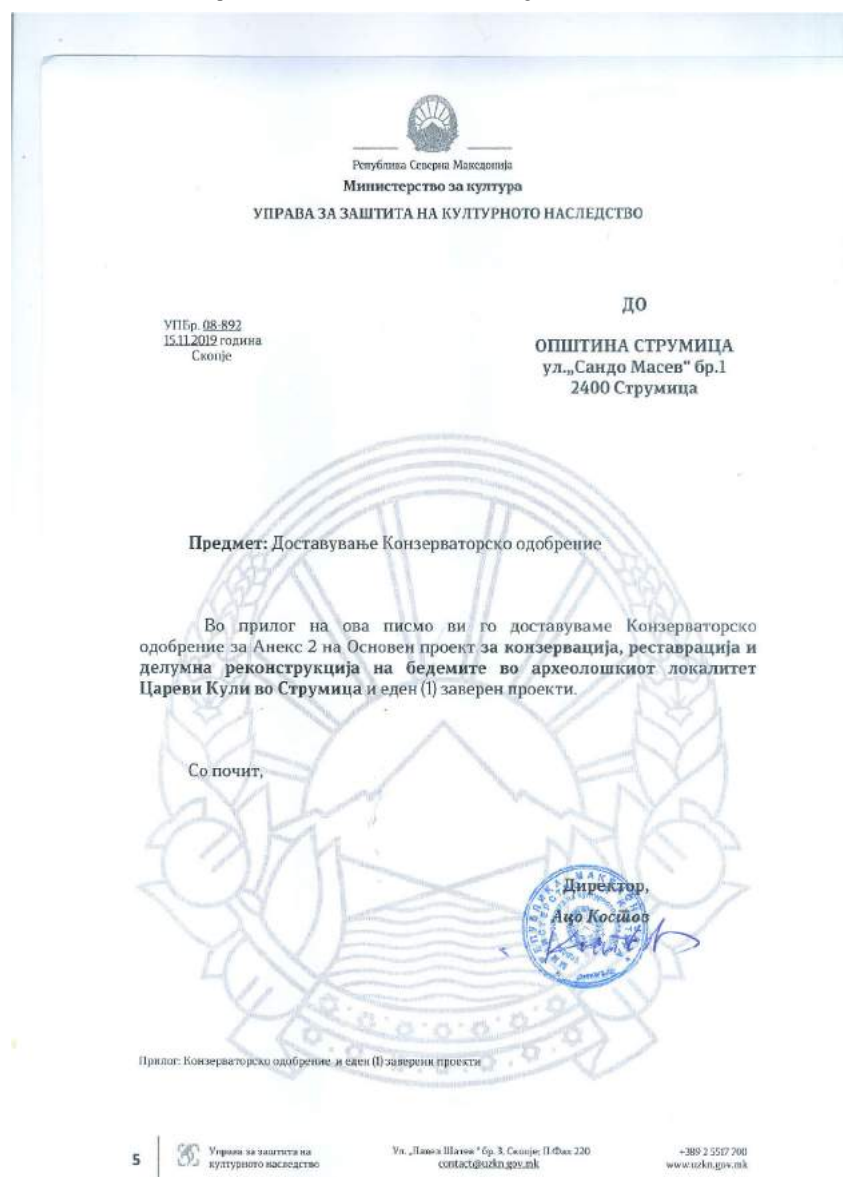 Република Северна Македонија
Министерство за култура
УПРАВА ЗА ЗАШТИТА НА КУЛТУРНОТО НАСЛЕДСТВО
УПБр. 08-892
15.11.2019 година
Скопје
ДО
ОПШТИНА СТРУМИЦА
ул.„Сандо Масев“ бр.1
2400 Струмица
Предмет: Доставување Конзерваторско одобрение
Во прилог на ова писмо ви го доставуваме Конзерваторско
одобрение за Анекс 2 на Основен проект за конзервација, реставрација и
делумна реконструкција на бедемите во археолошкиот локалитет
Цареви Кули во Струмица и еден (1) заверен проекти.
Со почит,
Директор,
Ацо Костов
Прилог: Конзерваторско одобрение и еден (1) заверени проекти
5
Управа за заштита на
културното наследство
Ул. „Павел Шатев“ бр. 3, Скопје; П.Фах 220
contact@uzkn.gov.mk
+389 2 5517 700
www.uzkn.gov.mk